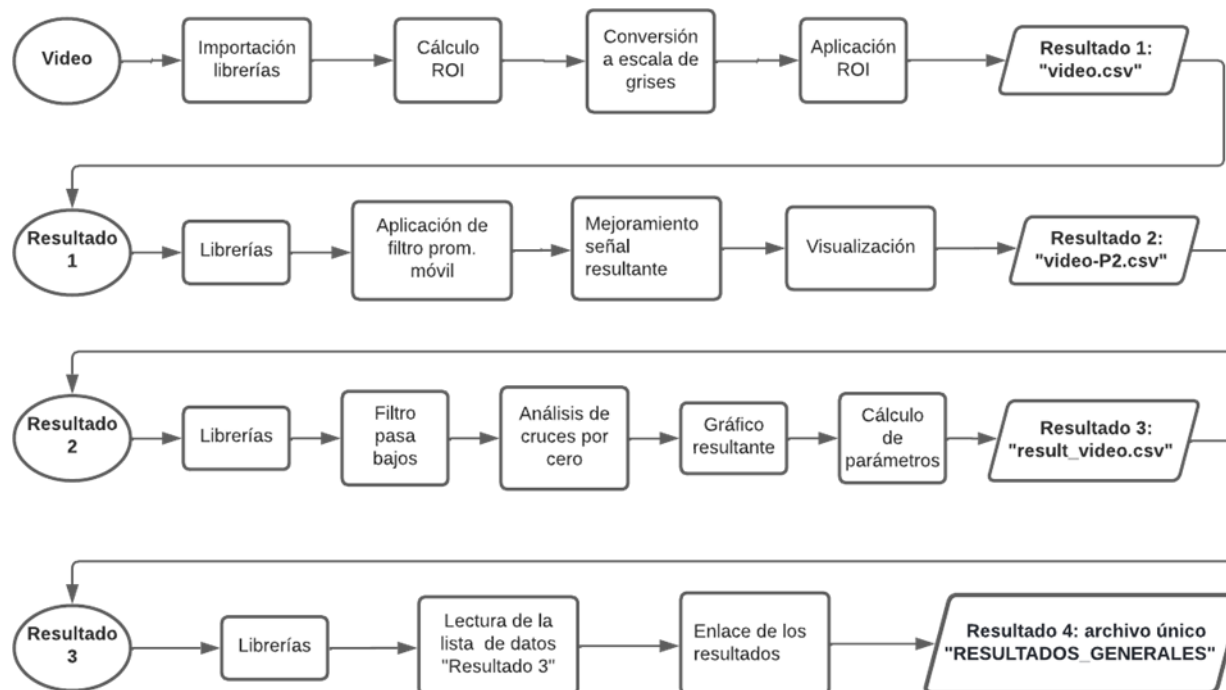 Video
Importación
librerías
Cálculo
ROI
Conversión
a escala de
grises
Aplicación
ROI
Resultado 1:
"video.csv"
Resultado
1
Librerías
Aplicación de
filtro prom.
móvil
Mejoramiento
señal
resultante
Visualización
Resultado 2:
"video-P2.csv"
Resultado
2
Librerías
Filtro
pasa
bajos
Análisis de
cruces por
cero
Gráfico
resultante
Cálculo
de
parámetros
Resultado 3:
"result_video.csv"
Resultado
3
Librerías
Lectura de la
lista de datos
"Resultado 3"
Enlace de los
resultados
Resultado 4: archivo único
"RESULTADOS_GENERALES"